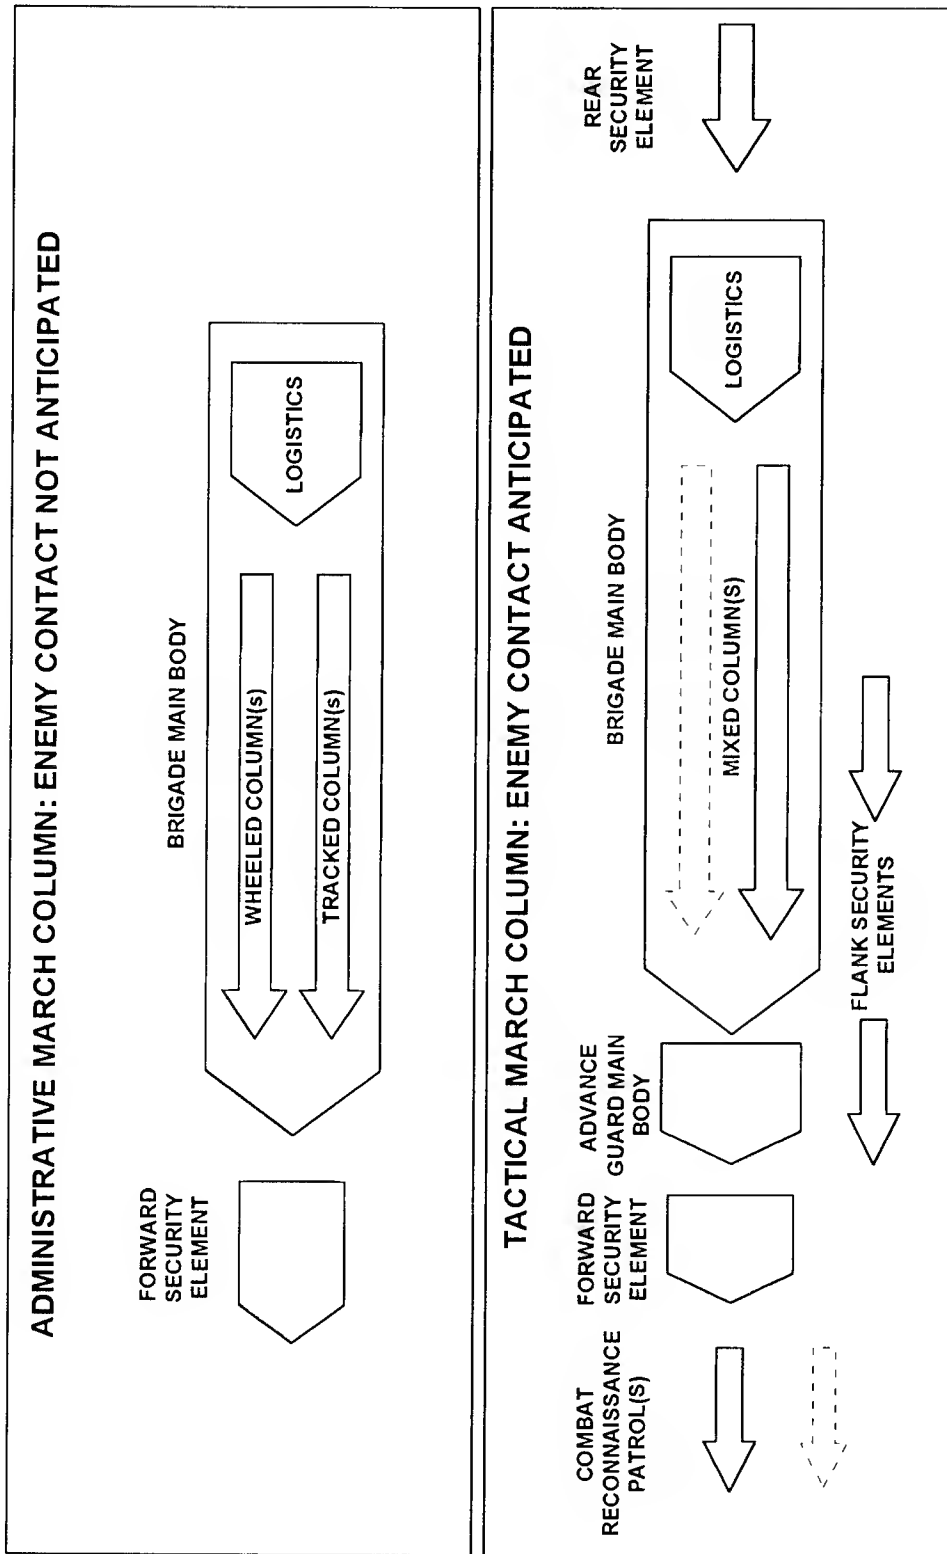 ADMINISTRATIVE MARCH COLUMN: ENEMY CONTACT NOT ANTICIPATED
FORWARD
SECURITY
ELEMENT
BRIGADE MAIN BODY
WHEELED COLUMN(s)
TRACKED COLUMN(s)
LOGISTICS
TACTICAL MARCH COLUMN: ENEMY CONTACT ANTICIPATED
COMBAT
RECONNAISSANCE
PATROL(S)
FORWARD
SECURITY
ELEMENT
ADVANCE
GUARD MAIN
BODY
BRIGADE MAIN BODY
MIXED COLUMN(S)
LOGISTICS
REAR
SECURITY
ELEMENT
FLANK SECURITY
ELEMENTS